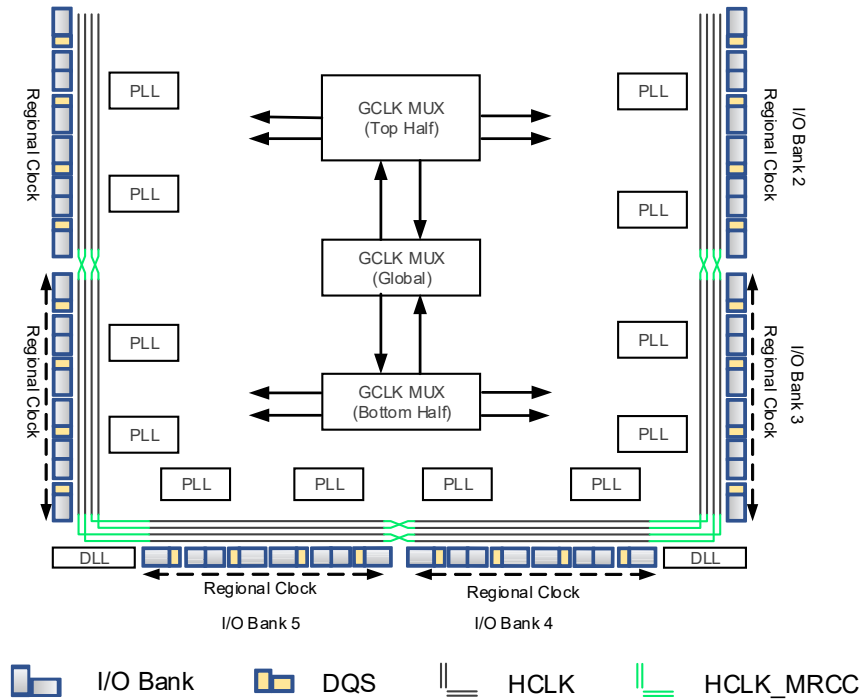 PLL
GCLK MUX
(Top Half)
PLL
Regional Clock
Regional Clock
I/O Bank 2
PLL
PLL
GCLK MUX
(Global)
PLL
PLL
Regional Clock
Regional Clock
I/O Bank 3
GCLK MUX
(Bottom Half)
PLL
PLL
PLL
PLL
PLL
PLL
DLL
DLL
Regional Clock
Regional Clock
I/O Bank 5
I/O Bank 4
I/O Bank
DQS
HCLK
HCLK_MRCC